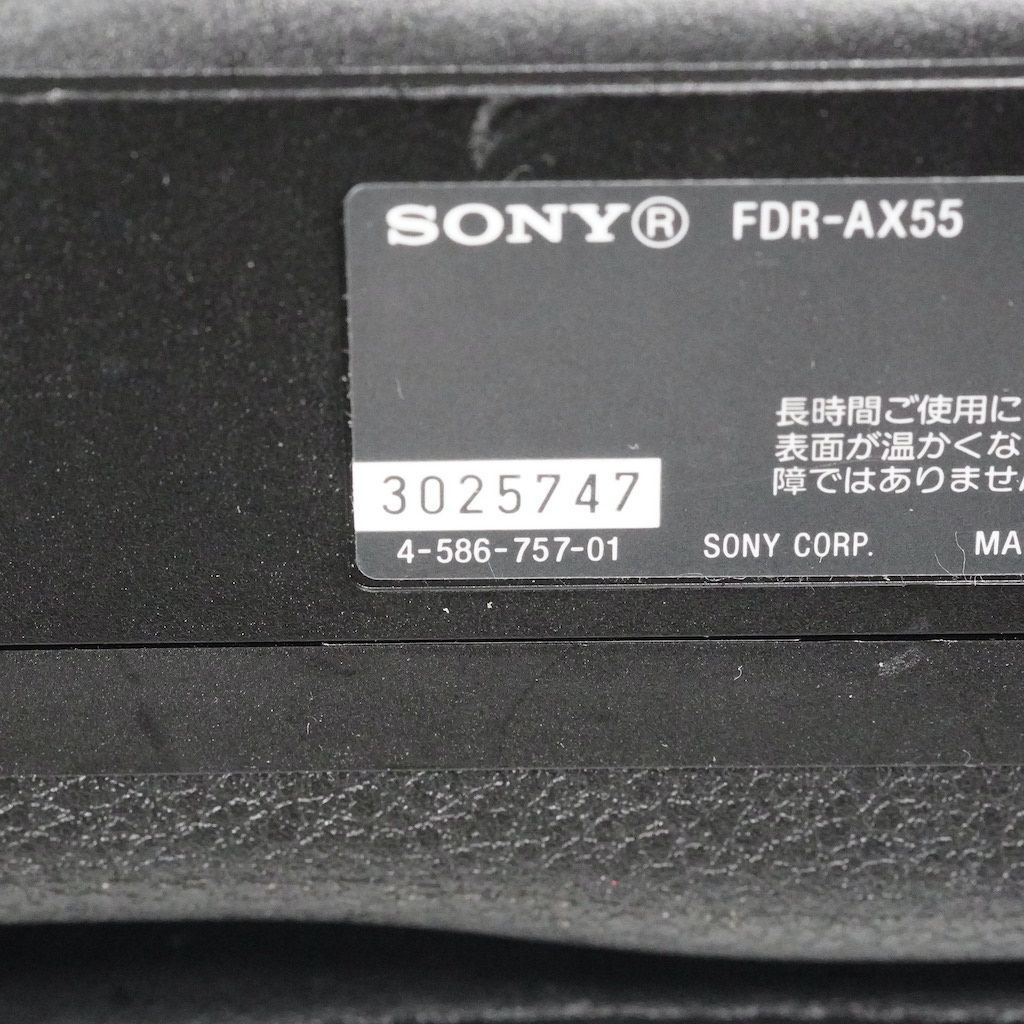 SONY® FDR-AX55
長時間ご使用に
表面が温かくな
障ではありません
3025747
4-586-757-01 SONY CORP. MA